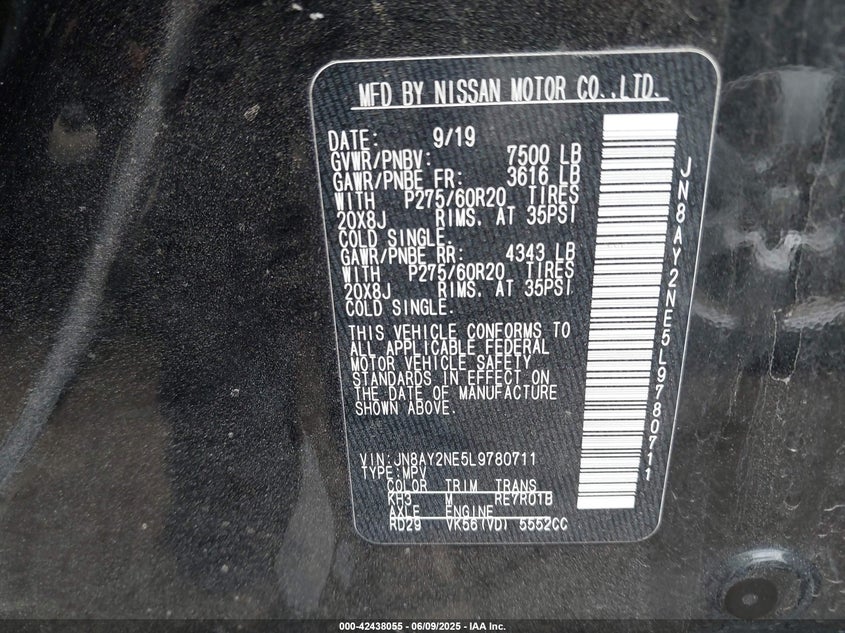 MFD BY NISSAN MOTOR CO.,LTD.
DATE: 9/19
GVWR/PNBV: 7500 LB
GAWR/PNBE FR: 3616 LB
WITH P275/60R20 TIRES
20X8J RIMS, AT 35PSI
COLD SINGLE.
GAWR/PNBE RR: 4343 LB
WITH P275/60R20 TIRES
20X8J RIMS, AT 35PSI
COLD SINGLE.
THIS VEHICLE CONFORMS TO
ALL APPLICABLE FEDERAL
MOTOR VEHICLE SAFETY
STANDARDS IN EFFECT ON
THE DATE OF MANUFACTURE
SHOWN ABOVE.
VIN:JN8AY2NE5L9780711
TYPE:MPV
COLOR TRIM TRANS
KH3 M RE7R01B
AXLE ENGINE
RD29 VK56(VD) 5552CC
JN8AY2NE5L9780711
000-42438055 | 06/09/2025 - IAA Inc.